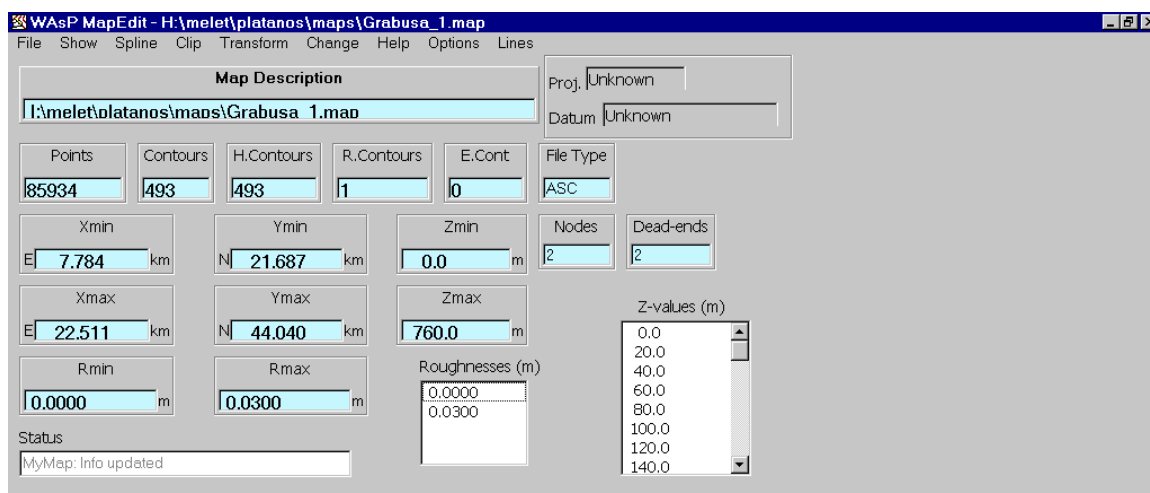 WAsP MapEdit - H:\melet\platanos\maps\Grabusa_1.map
File Show Spline Clip Transform Change Help Options Lines
Map Description
I:\melet\platanos\maps\Grabusa_1.map
Proj. Unknown
Datum Unknown
Points Contours H.Contours R.Contours E.Cont File Type
85934 493 493 1 0 ASC
Xmin Ymin Zmin Nodes Dead-ends
E 7.784 km N 21.687 km 0.0 m 2 2
Xmax Ymax Zmax
E 22.511 km N 44.040 km 760.0 m
Z-values (m)
0.0
20.0
40.0
60.0
80.0
100.0
120.0
140.0
Rmin Rmax
0.0000 m 0.0300 m
Roughnesses (m)
0.0000
0.0300
Status
MyMap: Info updated